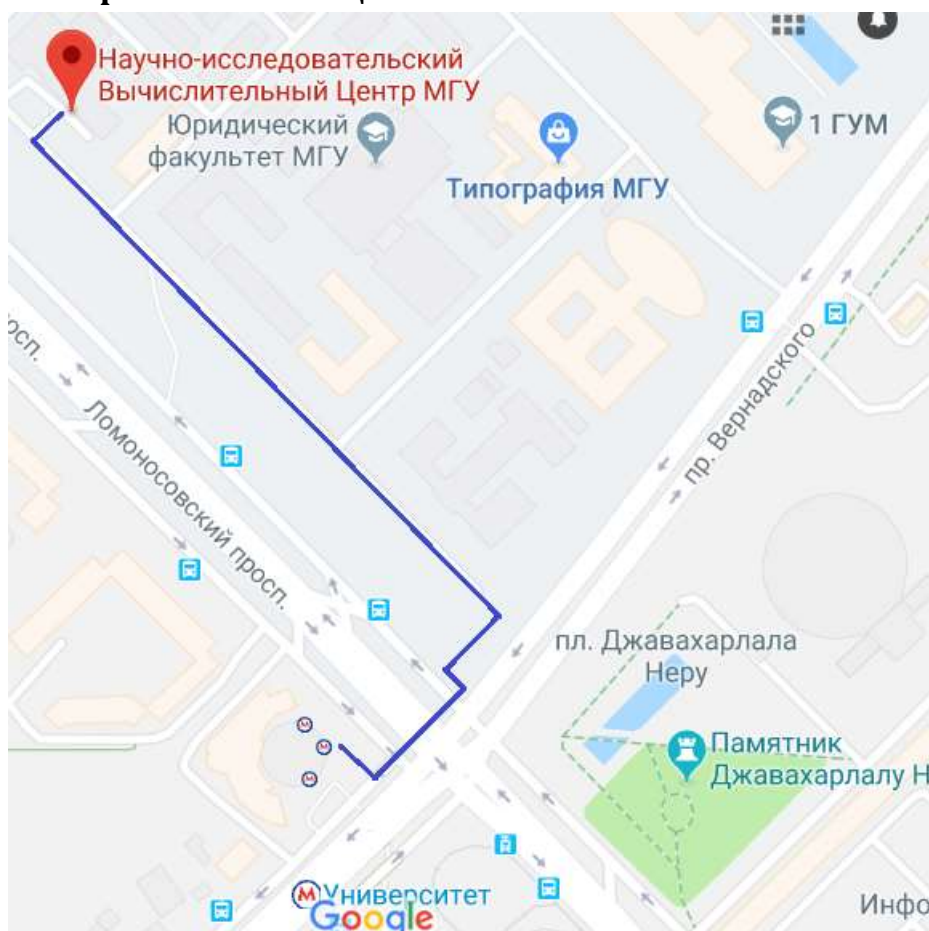 Научно-исследовательский
Вычислительный Центр МГУ
Юридический
факультет МГУ
1 ГУМ
Типография МГУ
просп.
Ломоносовский просп.
пр. Вернадского
пл. Джавахарлала
Неру
Памятник
Джавахарлалу Н
М
М
М
М Университет
Google
Инфо